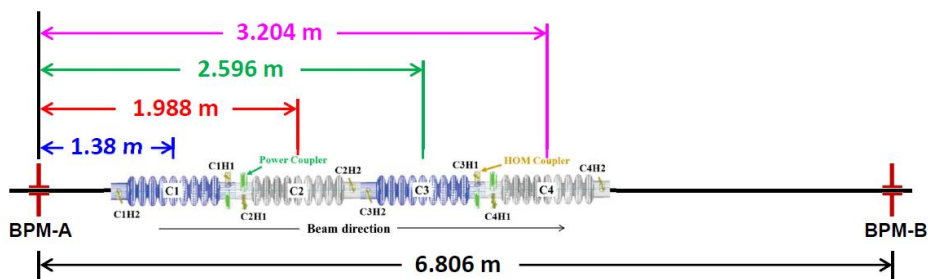 3.204 m
2.596 m
1.988 m
1.38 m
C1H1
Power Coupler
C2H2
C3H1
HOM Coupler
C4H2
C1
C2
C3
C4
C1H2
C2H1
C3H2
C4H1
BPM-A
Beam direction
BPM-B
6.806 m